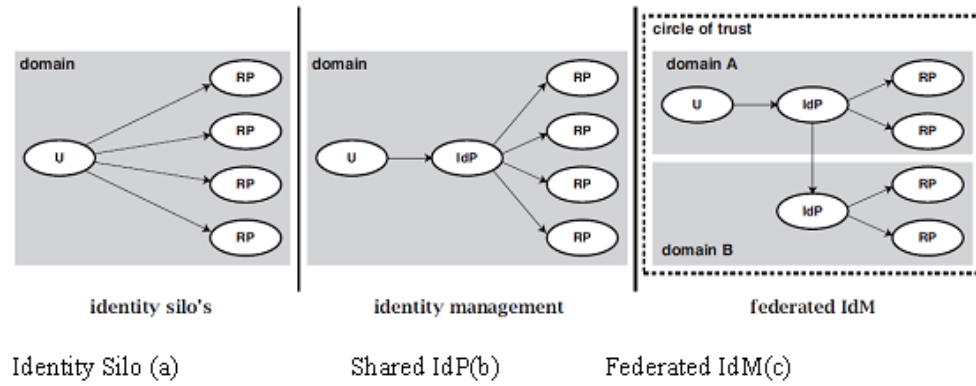 domain
U
RP
RP
RP
RP
identity silo's
domain
U
IdP
RP
RP
RP
RP
identity management
circle of trust
domain A
U
IdP
RP
RP
IdP
RP
RP
domain B
federated IdM
Identity Silo (a)
Shared IdP(b)
Federated IdM(c)